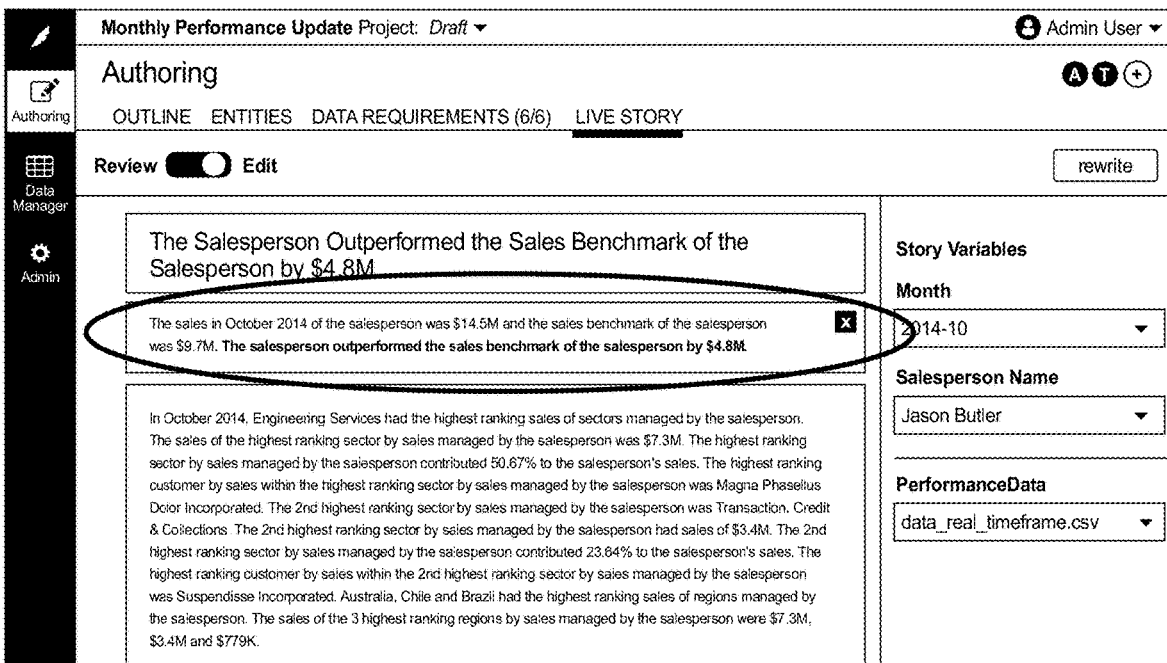 Monthly Performance Update Project: Draft
Admin User
Authoring
A T +
Authoring
OUTLINE ENTITIES DATA REQUIREMENTS (6/6) LIVE STORY
Review Edit
rewrite
Data
Manager
Admin
The Salesperson Outperformed the Sales Benchmark of the
Salesperson by $4.8M
The sales in October 2014 of the salesperson was $14.5M and the sales benchmark of the salesperson
was $9.7M. The salesperson outperformed the sales benchmark of the salesperson by $4.8M.
X
In October 2014, Engineering Services had the highest ranking sales of sectors managed by the salesperson.
The sales of the highest ranking sector by sales managed by the salesperson was $7.3M. The highest ranking
sector by sales managed by the salesperson contributed 50.67% to the salesperson's sales. The highest ranking
customer by sales within the highest ranking sector by sales managed by the salesperson was Magna Phasellus
Dolor Incorporated. The 2nd highest ranking sector by sales managed by the salesperson was Transaction, Credit
& Collections. The 2nd highest ranking sector by sales managed by the salesperson had sales of $3.4M. The 2nd
highest ranking sector by sales managed by the salesperson contributed 23.64% to the salesperson's sales. The
highest ranking customer by sales within the 2nd highest ranking sector by sales managed by the salesperson
was Suspendisse Incorporated. Australia, Chile and Brazil had the highest ranking sales of regions managed by
the salesperson. The sales of the 3 highest ranking regions by sales managed by the salesperson were $7.3M,
$3.4M and $779K.
Story Variables
Month
2014-10
Salesperson Name
Jason Butler
PerformanceData
data_real_timeframe.csv